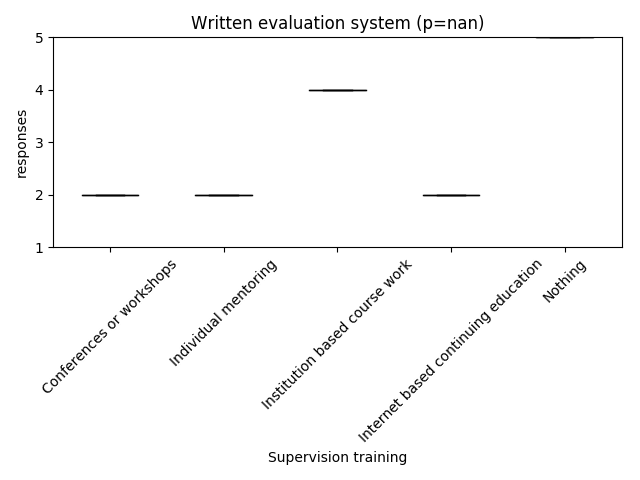 Written evaluation system (p=nan)
responses
5
4
3
2
1
Conferences or workshops
Individual mentoring
Institution based course work
Internet based continuing education
Nothing
Supervision training